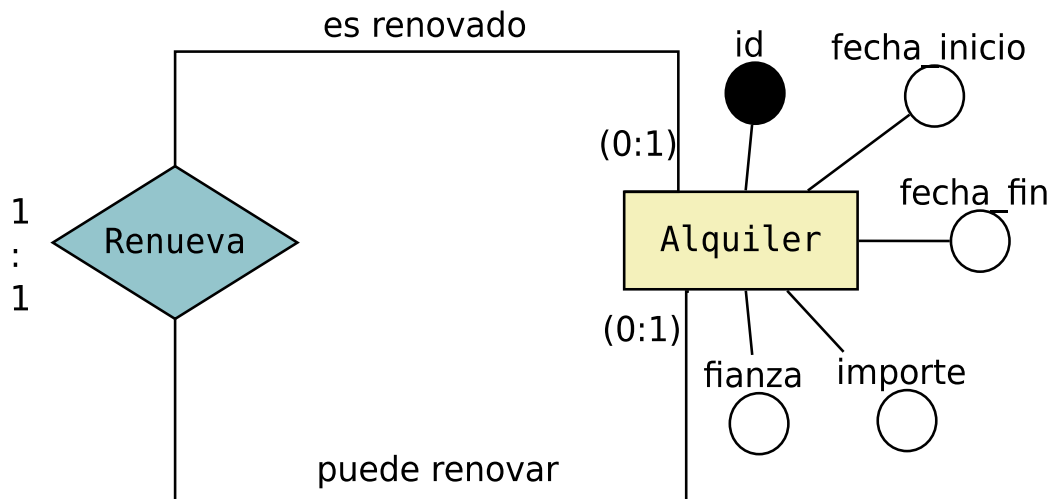 es renovado
id
fecha_inicio
(0:1)
fecha_fin
1
:
1
Renueva
Alquiler
(0:1)
fianza
importe
puede renovar